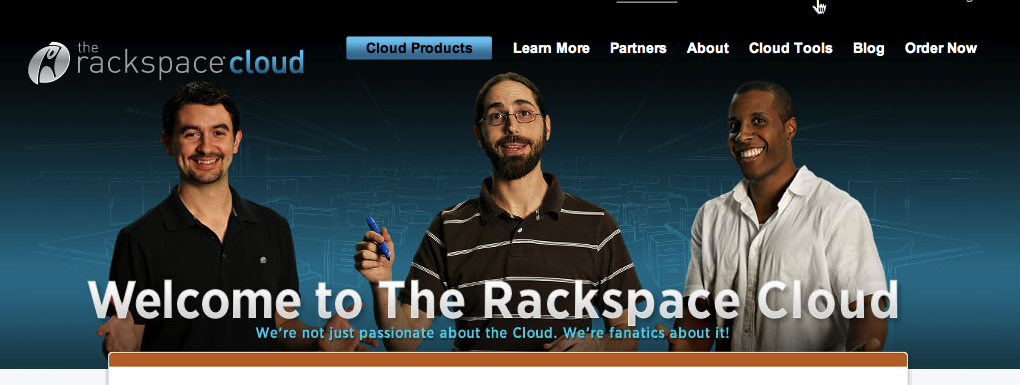 the
rackspace cloud
Cloud Products Learn More Partners About Cloud Tools Blog Order Now
Welcome to The Rackspace Cloud
We're not just passionate about the Cloud. We're fanatics about it!